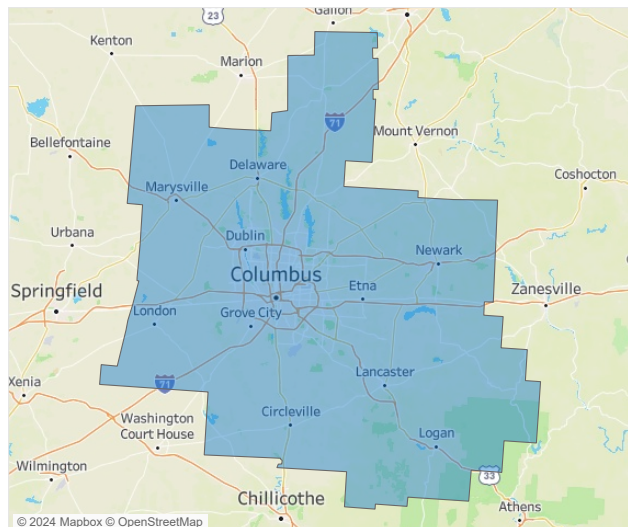 23
Galion
Kenton
Marion
71
Mount Vernon
Bellefontaine
Delaware
Coshocton
Marysville
Urbana
Dublin
Newark
Columbus
Springfield
Etna
Zanesville
London
Grove City
Xenia
71
Lancaster
Washington
Court House
Circleville
Logan
Wilmington
33
Chillicothe
Athens
© 2024 Mapbox © OpenStreetMap